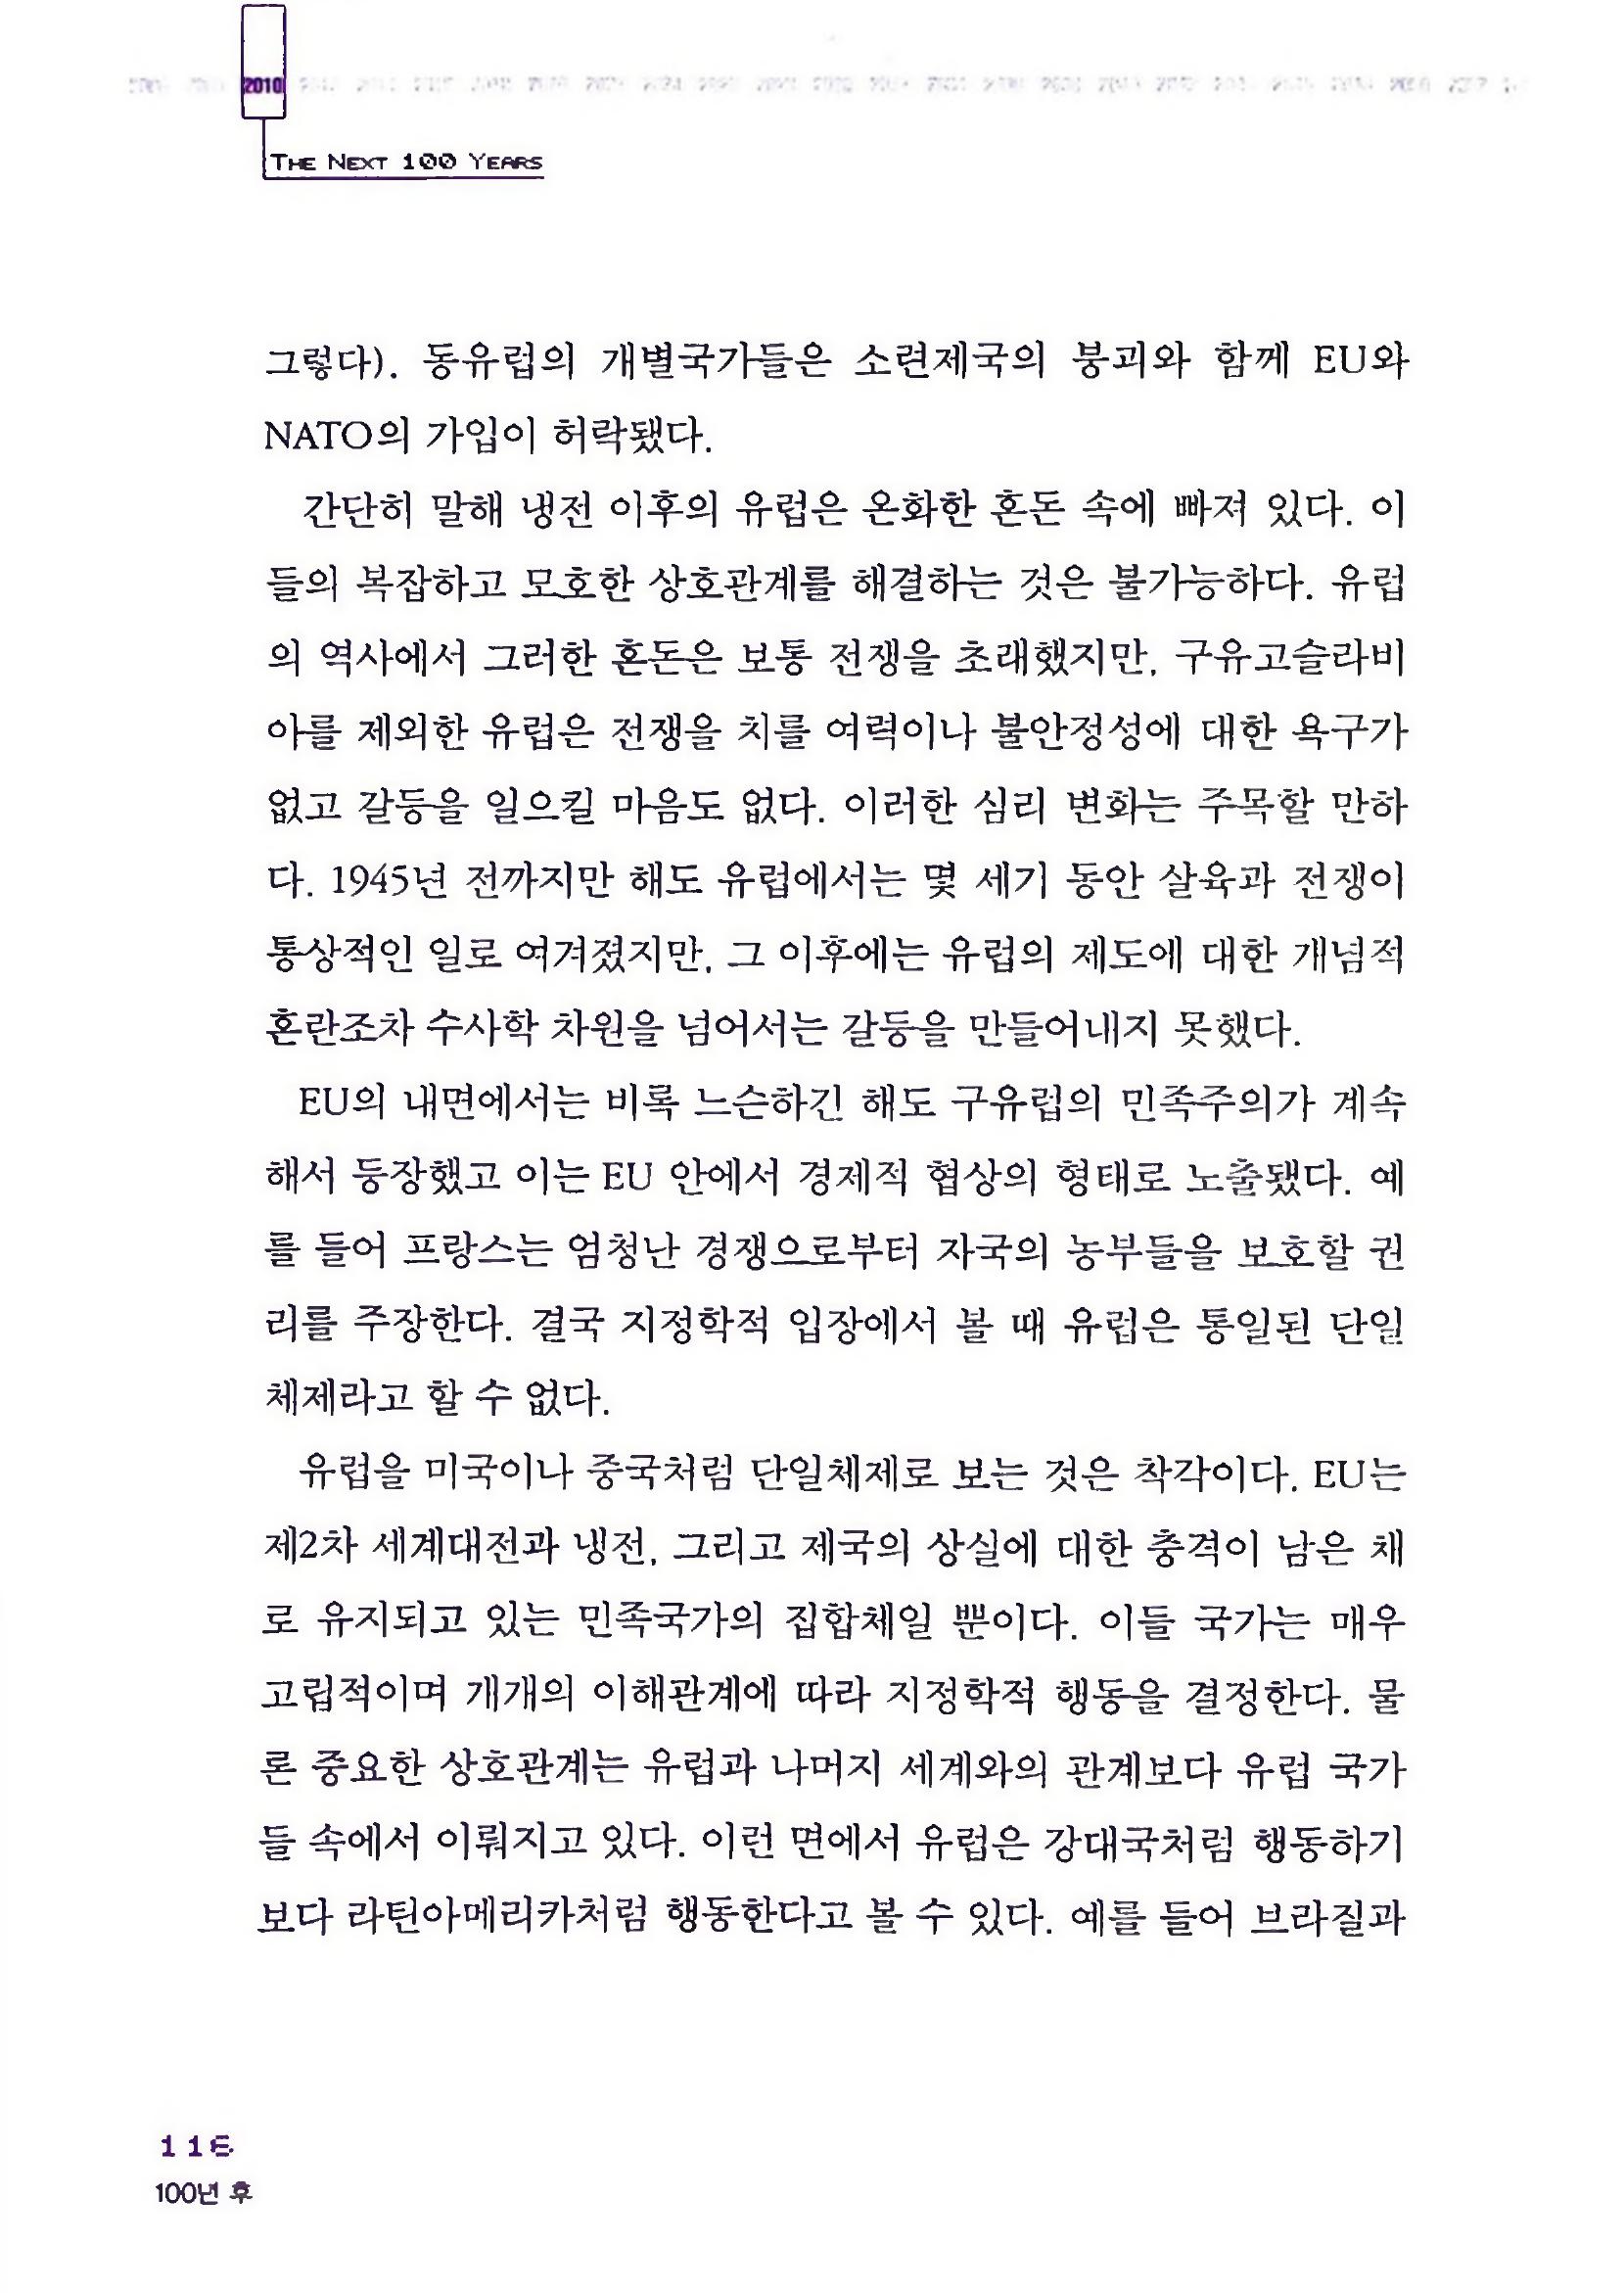 2010
THE NEXT 100 YEARS
그렇다). 동유럽의 개별국가들은 소련제국의 붕괴와 함께 EU와
NATO의 가입이 허락됐다.
간단히 말해 냉전 이후의 유럽은 온화한 혼돈 속에 빠져 있다. 이
들의 복잡하고 모호한 상호관계를 해결하는 것은 불가능하다. 유럽
의 역사에서 그러한 혼돈은 보통 전쟁을 초래했지만, 구유고슬라비
아를 제외한 유럽은 전쟁을 치를 여력이나 불안정성에 대한 욕구가
없고 갈등을 일으킬 마음도 없다. 이러한 심리 변화는 주목할 만하
다. 1945년 전까지만 해도 유럽에서는 몇 세기 동안 살육과 전쟁이
통상적인 일로 여겨졌지만, 그 이후에는 유럽의 제도에 대한 개념적
혼란조차 수사학 차원을 넘어서는 갈등을 만들어내지 못했다.
EU의 내면에서는 비록 느슨하긴 해도 구유럽의 민족주의가 계속
해서 등장했고 이는 EU 안에서 경제적 협상의 형태로 노출됐다. 예
를 들어 프랑스는 엄청난 경쟁으로부터 자국의 농부들을 보호할 권
리를 주장한다. 결국 지정학적 입장에서 볼 때 유럽은 통일된 단일
체제라고 할 수 없다.
유럽을 미국이나 중국처럼 단일체제로 보는 것은 착각이다. EU는
제2차 세계대전과 냉전, 그리고 제국의 상실에 대한 충격이 남은 채
로 유지되고 있는 민족국가의 집합체일 뿐이다. 이들 국가는 매우
고립적이며 개개의 이해관계에 따라 지정학적 행동을 결정한다. 물
론 중요한 상호관계는 유럽과 나머지 세계와의 관계보다 유럽 국가
들 속에서 이뤄지고 있다. 이런 면에서 유럽은 강대국처럼 행동하기
보다 라틴아메리카처럼 행동한다고 볼 수 있다. 예를 들어 브라질과
100년 후